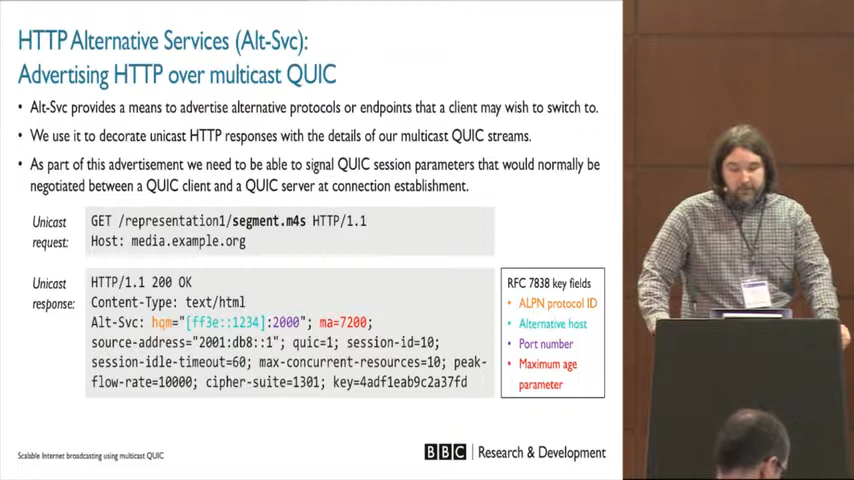 HTTP Alternative Services (Alt-Svc):
Advertising HTTP over multicast QUIC
• Alt-Svc provides a means to advertise alternative protocols or endpoints that a client may wish to switch to.
• We use it to decorate unicast HTTP responses with the details of our multicast QUIC streams.
• As part of this advertisement we need to be able to signal QUIC session parameters that would normally be
negotiated between a QUIC client and a QUIC server at connection establishment.
Unicast
request:
GET /representation1/segment.m4s HTTP/1.1
Host: media.example.org
Unicast
response:
HTTP/1.1 200 OK
Content-Type: text/html
Alt-Svc: hqm="[ff3e::1234]:2000"; ma=7200;
source-address="2001:db8::1"; quic=1; session-id=10;
session-idle-timeout=60; max-concurrent-resources=10; peak-
flow-rate=10000; cipher-suite=1301; key=4adf1eab9c2a37fd
RFC 7838 key fields
• ALPN protocol ID
• Alternative host
• Port number
• Maximum age
parameter
Scalable Internet broadcasting using multicast QUIC
BBC Research & Development